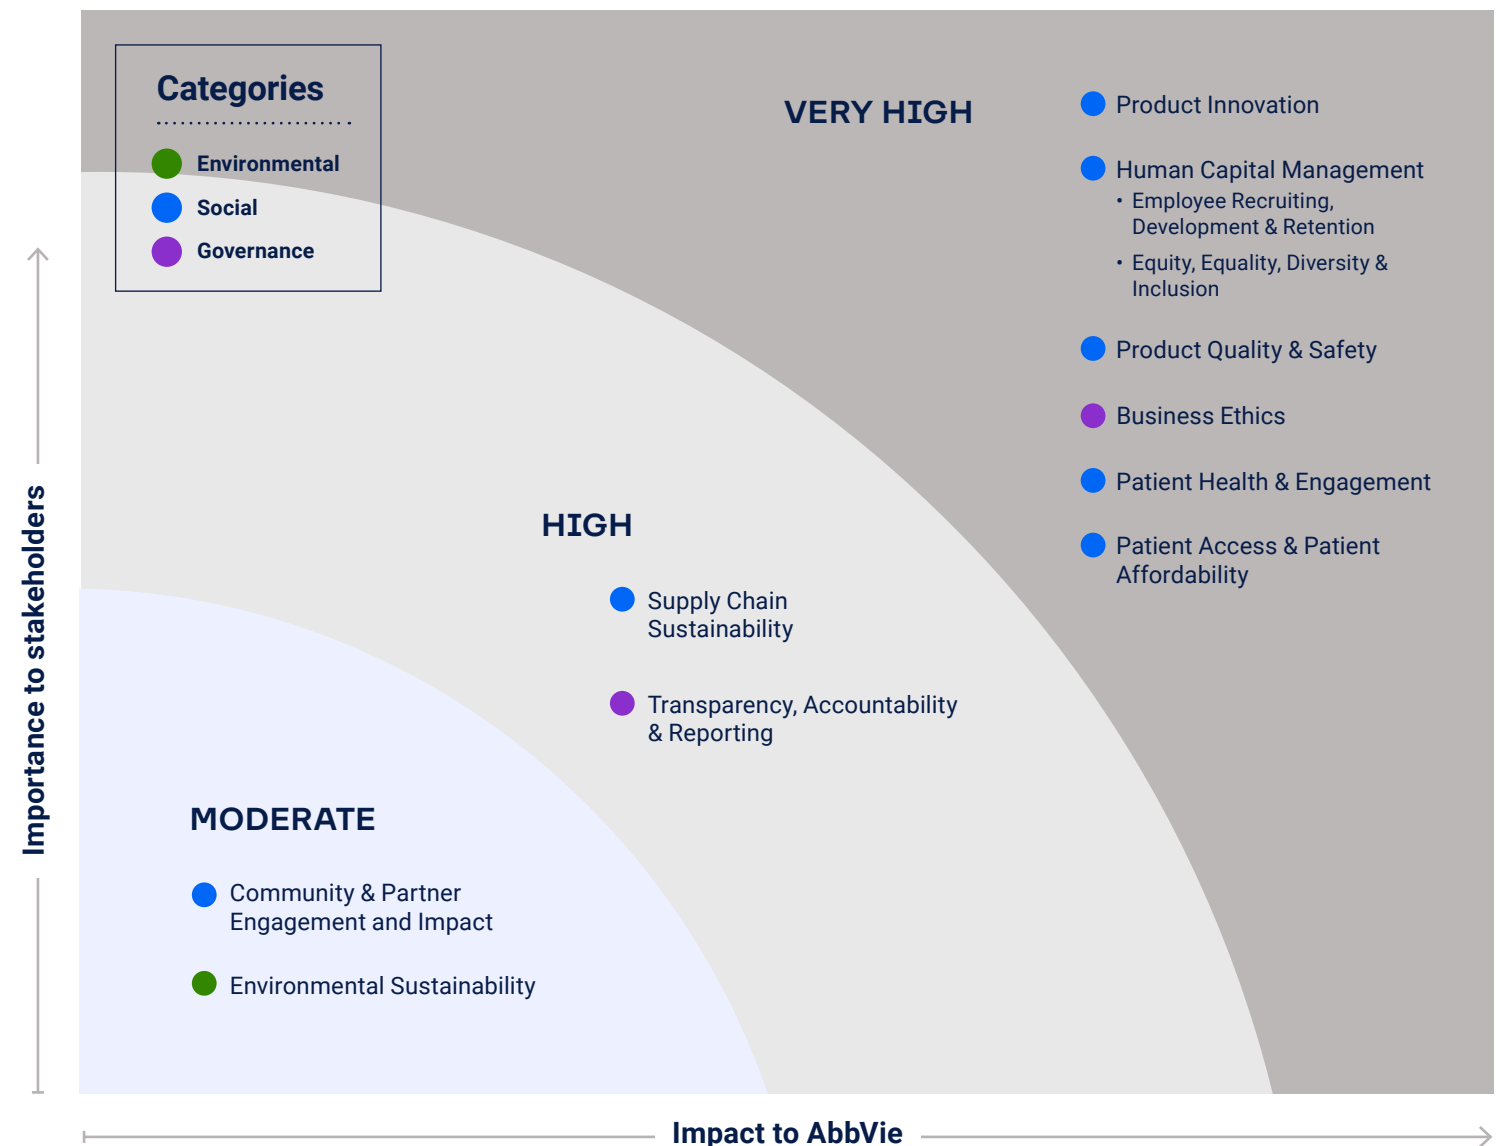 Categories
Environmental
Social
Governance
VERY HIGH
Product Innovation
Human Capital Management
• Employee Recruiting,
Development & Retention
• Equity, Equality, Diversity &
Inclusion
Product Quality & Safety
Business Ethics
Patient Health & Engagement
Patient Access & Patient
Affordability
HIGH
Supply Chain
Sustainability
Transparency, Accountability
& Reporting
MODERATE
Community & Partner
Engagement and Impact
Environmental Sustainability
Importance to stakeholders
Impact to AbbVie